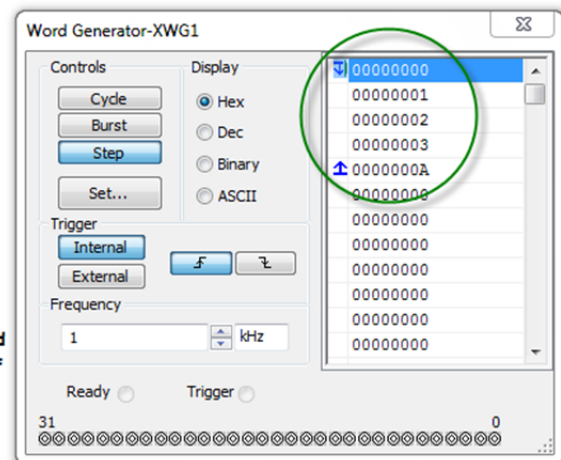 Word Generator-XWG1
Controls
Cycle
Burst
Step
Set...
Display
Hex
Dec
Binary
ASCII
Trigger
Internal
External
Frequency
1
kHz
Ready
Trigger
31
0
00000000
00000001
00000002
00000003
0000000A
00000000
00000000
00000000
00000000
00000000
00000000
00000000